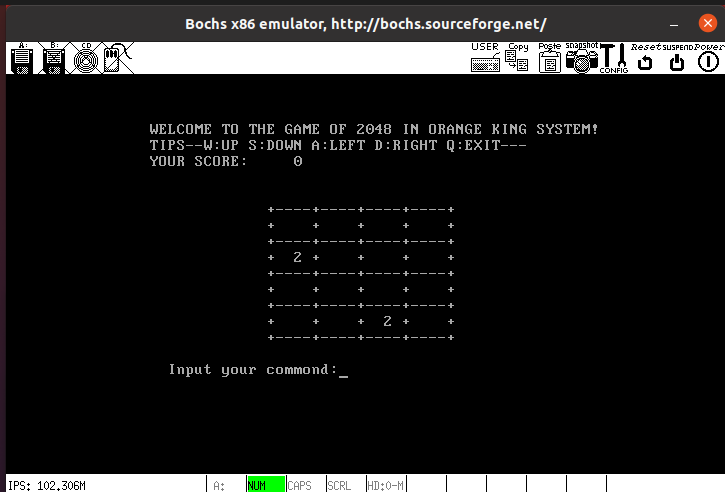 Bochs x86 emulator, http://bochs.sourceforge.net/
A: B: CD USER Copy Paste snapshot CONFIG Reset SUSPEND Power
WELCOME TO THE GAME OF 2048 IN ORANGE KING SYSTEM!
TIPS--W:UP S:DOWN A:LEFT D:RIGHT Q:EXIT---
YOUR SCORE: 0
+----+----+----+----+
+ + + + +
+----+----+----+----+
+ 2 + + + +
+----+----+----+----+
+ + + + +
+----+----+----+----+
+ + + 2 + +
+----+----+----+----+
Input your commond:_
IPS: 102.306M A: NUM CAPS SCRL HD:0-M